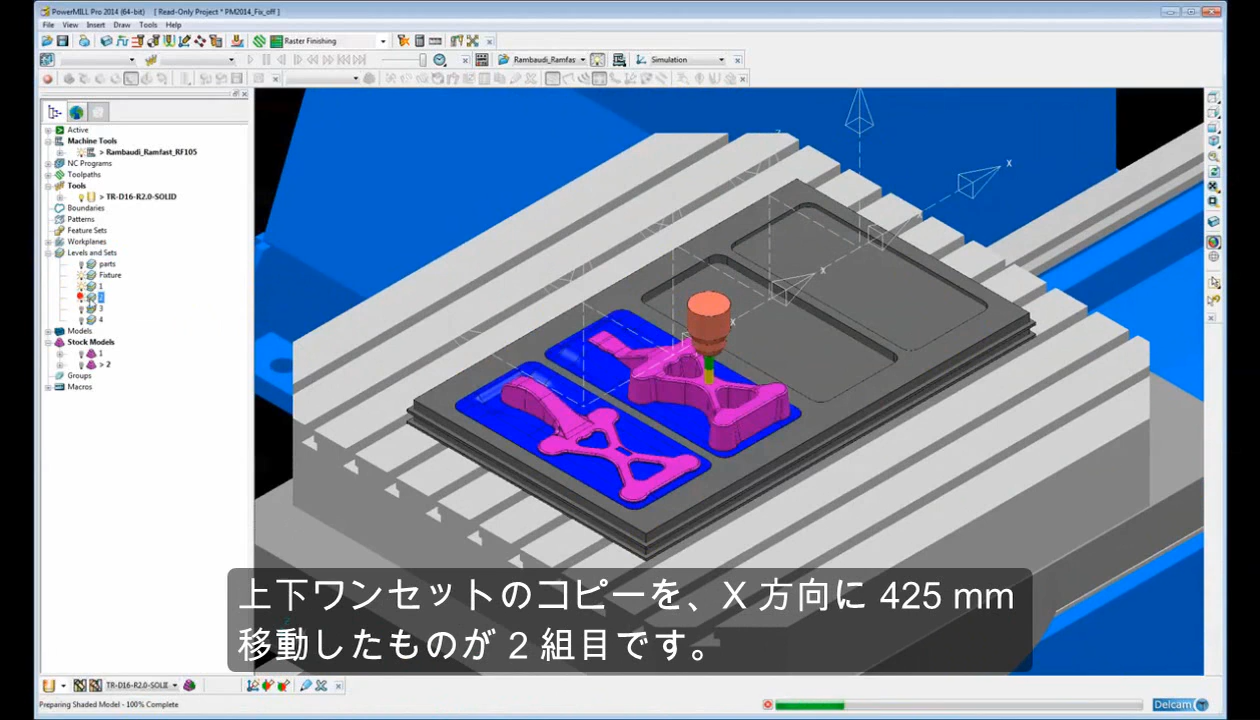 PowerMILL Pro 2014 (64-bit) - [ Read-Only Project * PM2014_Fix_off ]
File View Insert Draw Tools Help
Raster Finishing
Rambaudi_Ramfas
Simulation
Active
Machine Tools
> Rambaudi_Ramfast_RF105
NC Programs
Toolpaths
Tools
> TR-D16-R2.0-SOLID
Boundaries
Patterns
Feature Sets
Workplanes
Levels and Sets
parts
Fixture
1
2
3
4
Models
Stock Models
1
> 2
Groups
Macros
X
X
X
上下ワンセットのコピーを、X 方向に 425 mm
移動したものが 2 組目です。
TR-D16-R2.0-SOLI
Preparing Shaded Model - 100% Complete
Delcam